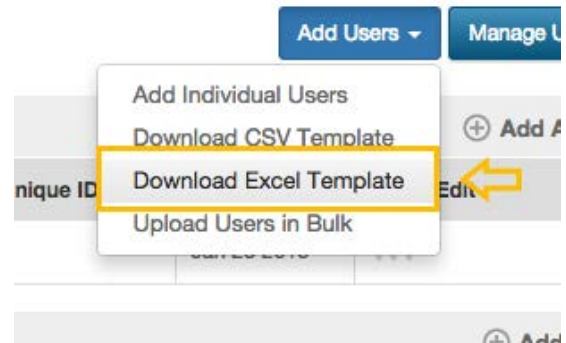 Add Users
Manage U
Add Individual Users
Download CSV Template
Add A
Download Excel Template
nique ID
Edit
Upload Users in Bulk
Add